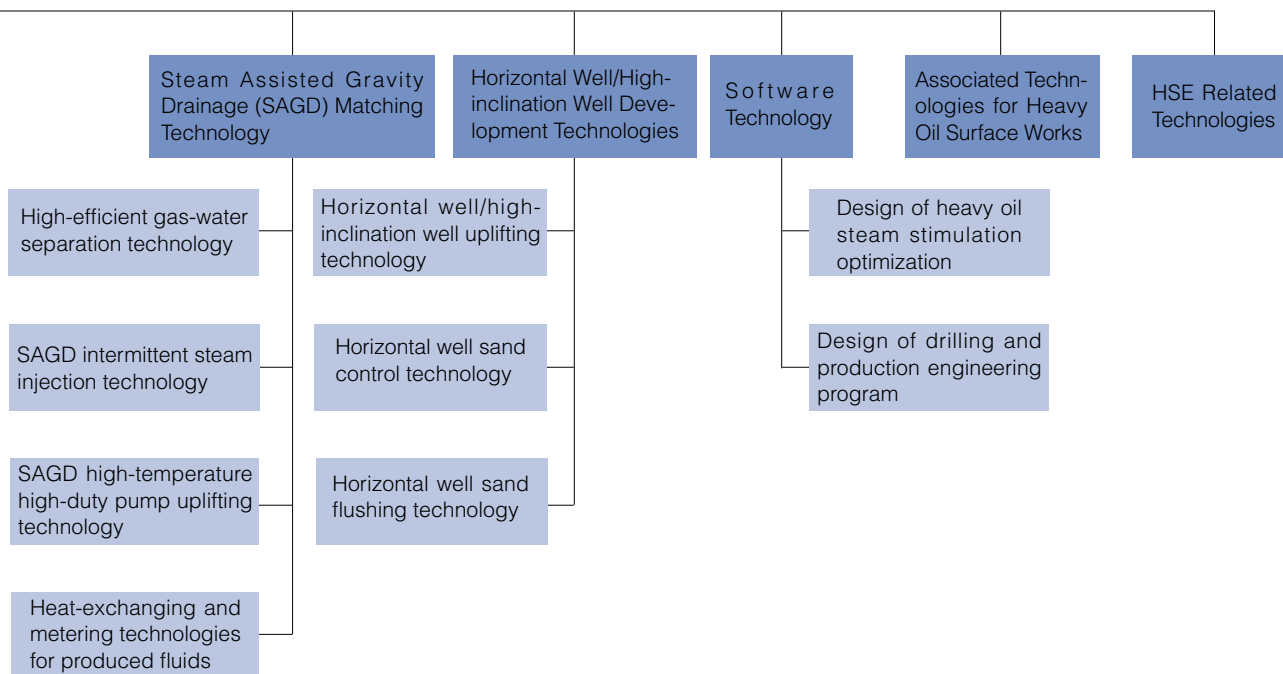 Steam Assisted Gravity
Drainage (SAGD) Matching
Technology
Horizontal Well/High-
inclination Well Deve-
lopment Technologies
Software
Technology
Associated Techn-
ologies for Heavy
Oil Surface Works
HSE Related
Technologies
High-efficient gas-water
separation technology
SAGD intermittent steam
injection technology
SAGD high-temperature
high-duty pump uplifting
technology
Heat-exchanging and
metering technologies
for produced fluids
Horizontal well/high-
inclination well uplifting
technology
Horizontal well sand
control technology
Horizontal well sand
flushing technology
Design of heavy oil
steam stimulation
optimization
Design of drilling and
production engineering
program